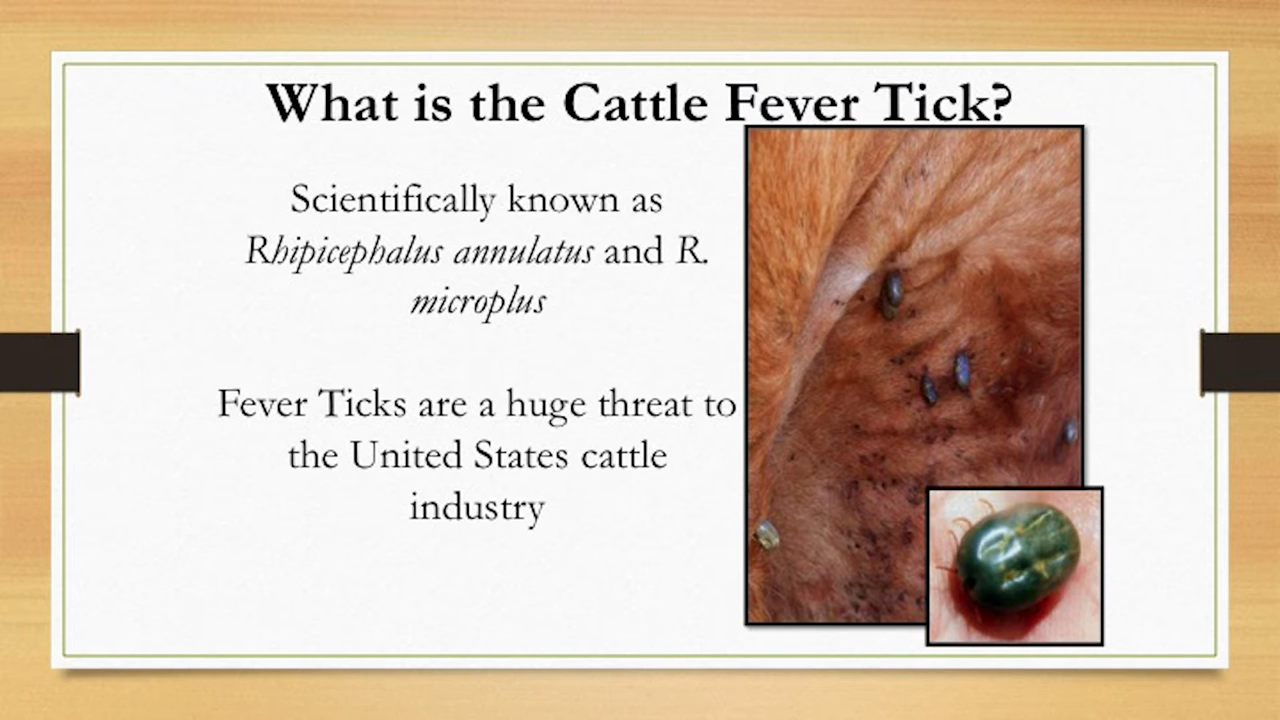 What is the Cattle Fever Tick?
Scientifically known as
Rhipicephalus annulatus and R.
microplus
Fever Ticks are a huge threat to
the United States cattle
industry